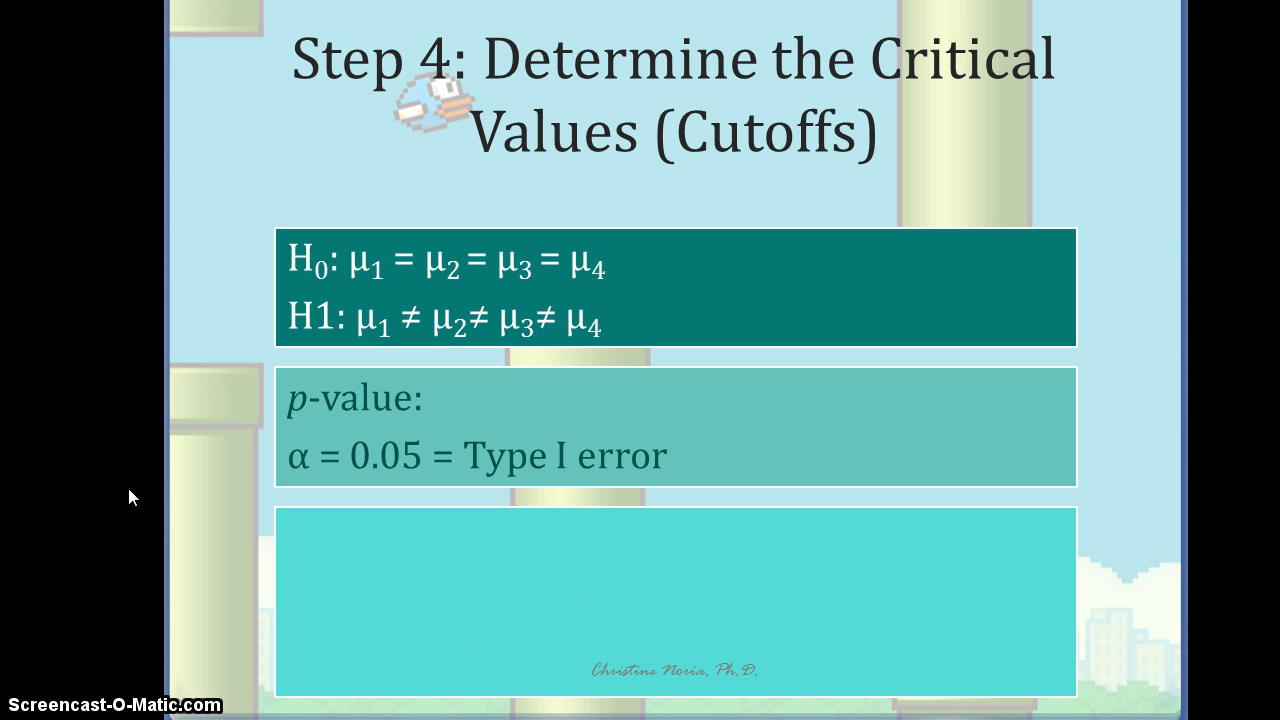 Step 4: Determine the Critical
Values (Cutoffs)
H₀: μ₁ = μ₂ = μ₃ = μ₄
H1: μ₁ ≠ μ₂≠ μ₃≠ μ₄
p-value:
α = 0.05 = Type I error
Christine Noria, Ph.D.
Screencast-O-Matic.com